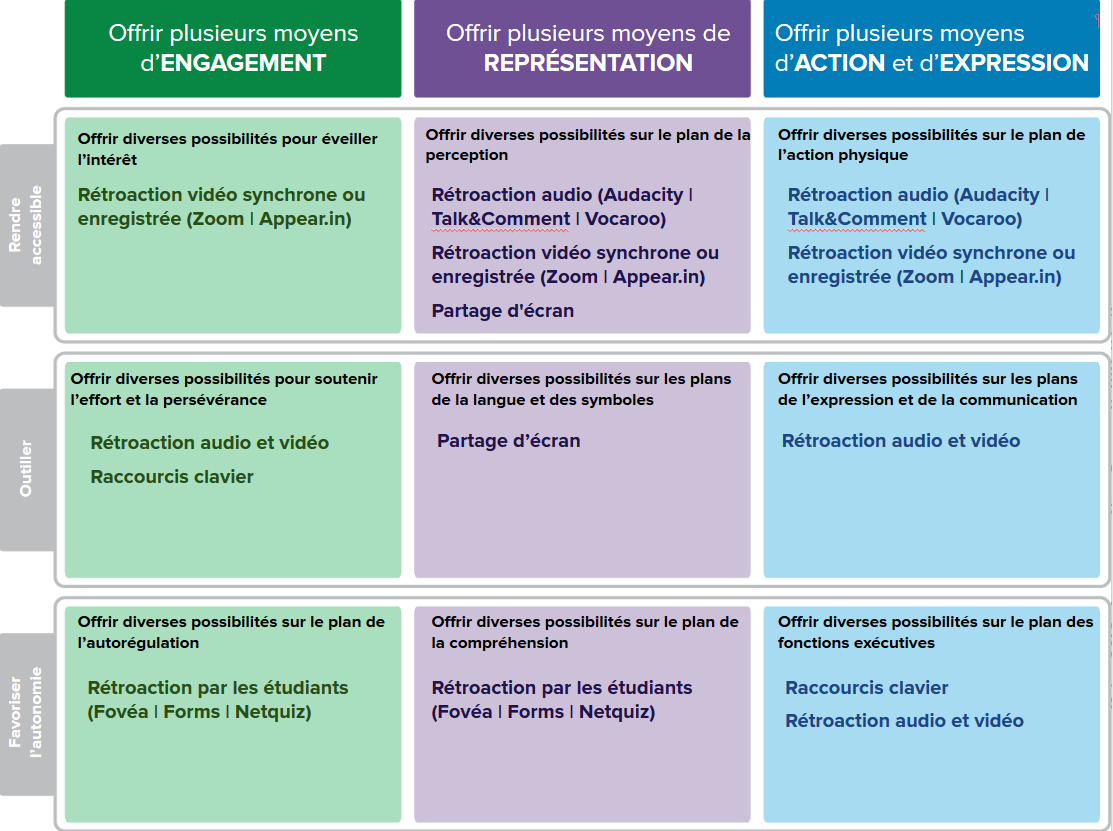 Offrir plusieurs moyens
d’ENGAGEMENT
Offrir plusieurs moyens de
REPRÉSENTATION
Offrir plusieurs moyens
d’ACTION et d’EXPRESSION
Rendre
accessible
Offrir diverses possibilités pour éveiller
l’intérêt
Rétroaction vidéo synchrone ou
enregistrée (Zoom | Appear.in)
Offrir diverses possibilités sur le plan de la
perception
Rétroaction audio (Audacity |
Talk&Comment | Vocaroo)
Rétroaction vidéo synchrone ou
enregistrée (Zoom | Appear.in)
Partage d'écran
Offrir diverses possibilités sur le plan de
l’action physique
Rétroaction audio (Audacity |
Talk&Comment | Vocaroo)
Rétroaction vidéo synchrone ou
enregistrée (Zoom | Appear.in)
Outiller
Offrir diverses possibilités pour soutenir
l’effort et la persévérance
Rétroaction audio et vidéo
Raccourcis clavier
Offrir diverses possibilités sur les plans
de la langue et des symboles
Partage d’écran
Offrir diverses possibilités sur les plans
de l’expression et de la communication
Rétroaction audio et vidéo
Favoriser
l’autonomie
Offrir diverses possibilités sur le plan de
l’autorégulation
Rétroaction par les étudiants
(Fovéa | Forms | Netquiz)
Offrir diverses possibilités sur le plan de
la compréhension
Rétroaction par les étudiants
(Fovéa | Forms | Netquiz)
Offrir diverses possibilités sur le plan des
fonctions exécutives
Raccourcis clavier
Rétroaction audio et vidéo